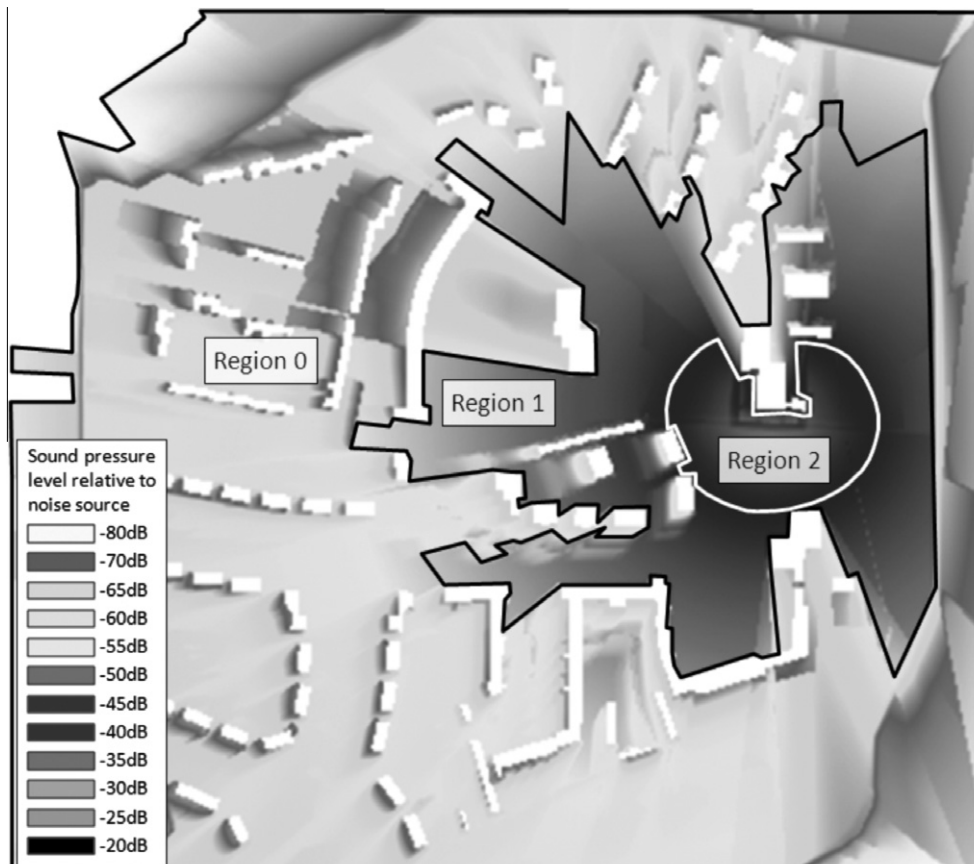 Region 0
Region 1
Region 2
Sound pressure
level relative to
noise source
-80dB
-70dB
-65dB
-60dB
-55dB
-50dB
-45dB
-40dB
-35dB
-30dB
-25dB
-20dB